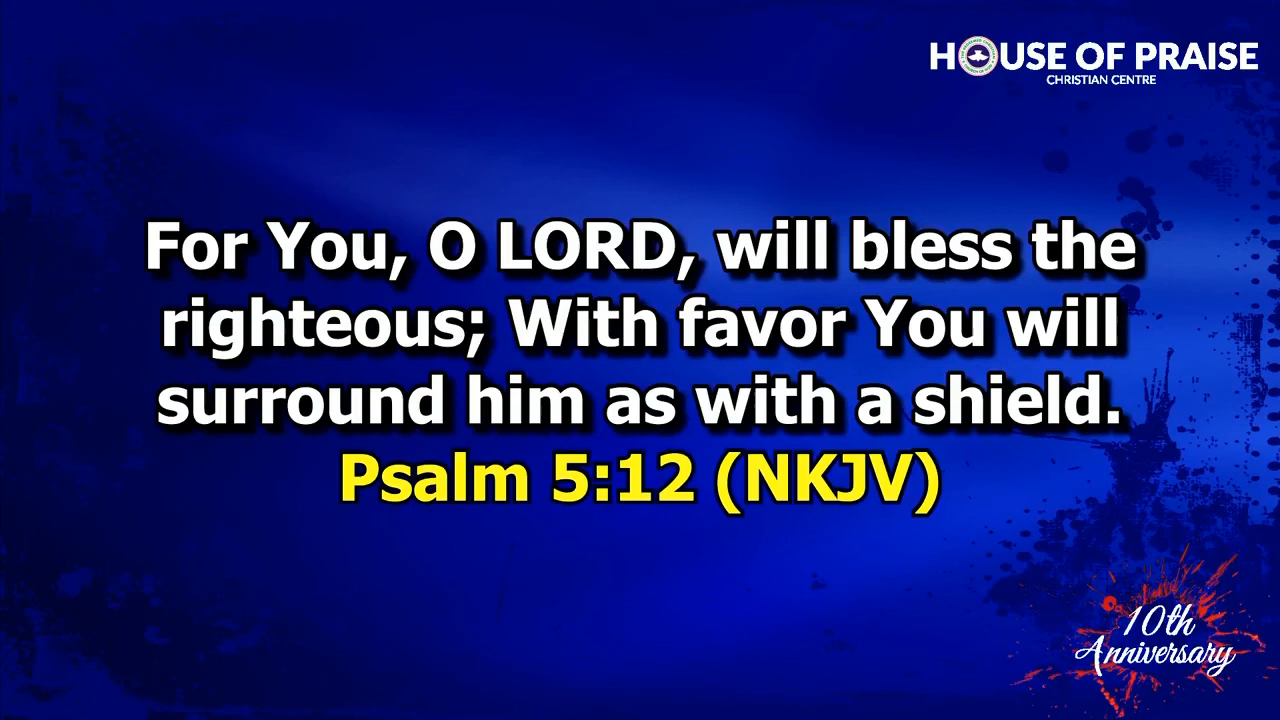 HOUSE OF PRAISE
CHRISTIAN CENTRE
For You, O LORD, will bless the
righteous; With favor You will
surround him as with a shield.
Psalm 5:12 (NKJV)
10th
Anniversary